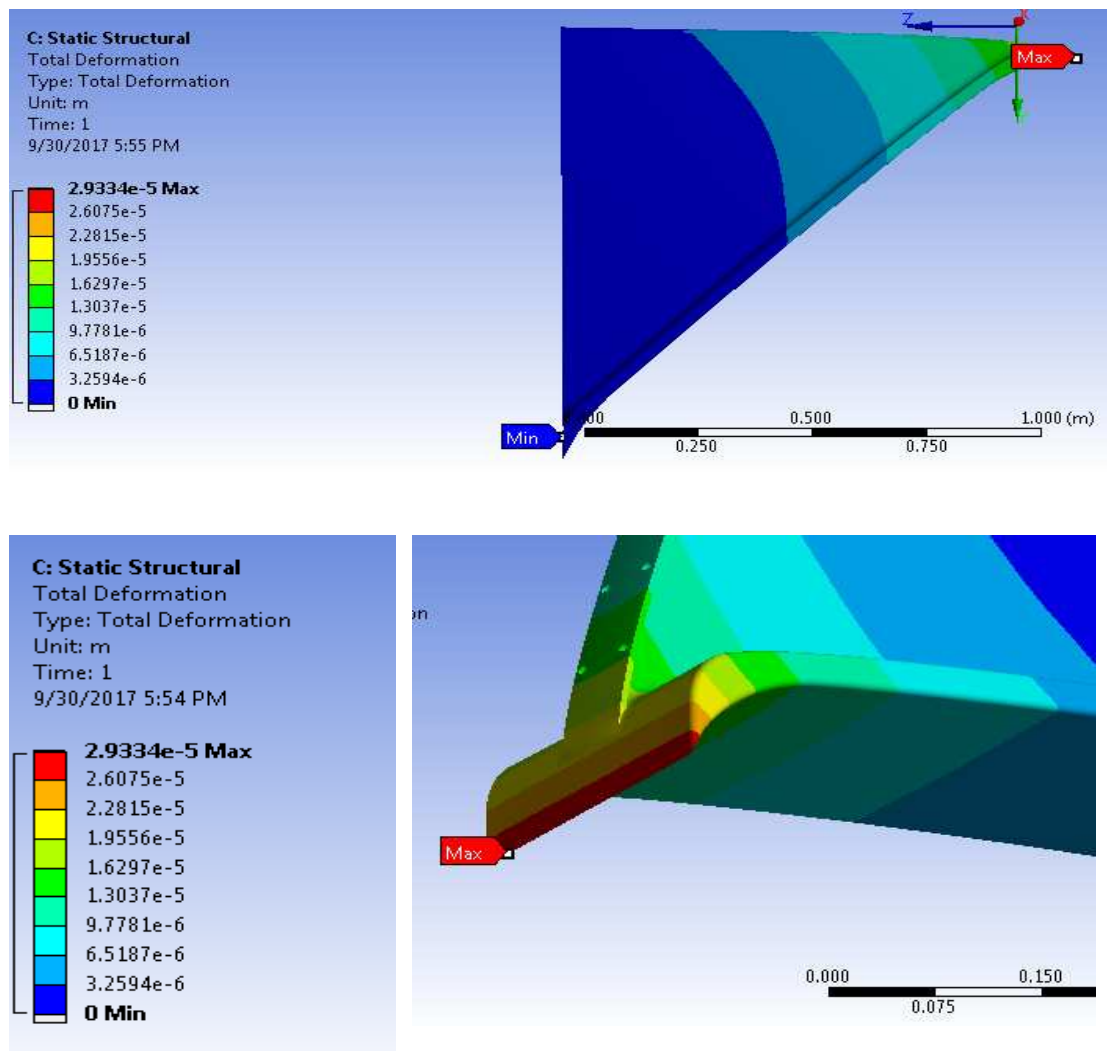 C: Static Structural
Total Deformation
Type: Total Deformation
Unit: m
Time: 1
9/30/2017 5:55 PM
2.9334e-5 Max
2.6075e-5
2.2815e-5
1.9556e-5
1.6297e-5
1.3037e-5
9.7781e-6
6.5187e-6
3.2594e-6
0 Min
Z
X
Max
Min
0.500
1.000 (m)
0.250
0.750
C: Static Structural
Total Deformation
Type: Total Deformation
Unit: m
Time: 1
9/30/2017 5:54 PM
2.9334e-5 Max
2.6075e-5
2.2815e-5
1.9556e-5
1.6297e-5
1.3037e-5
9.7781e-6
6.5187e-6
3.2594e-6
0 Min
on
Max
0.000
0.150
0.075